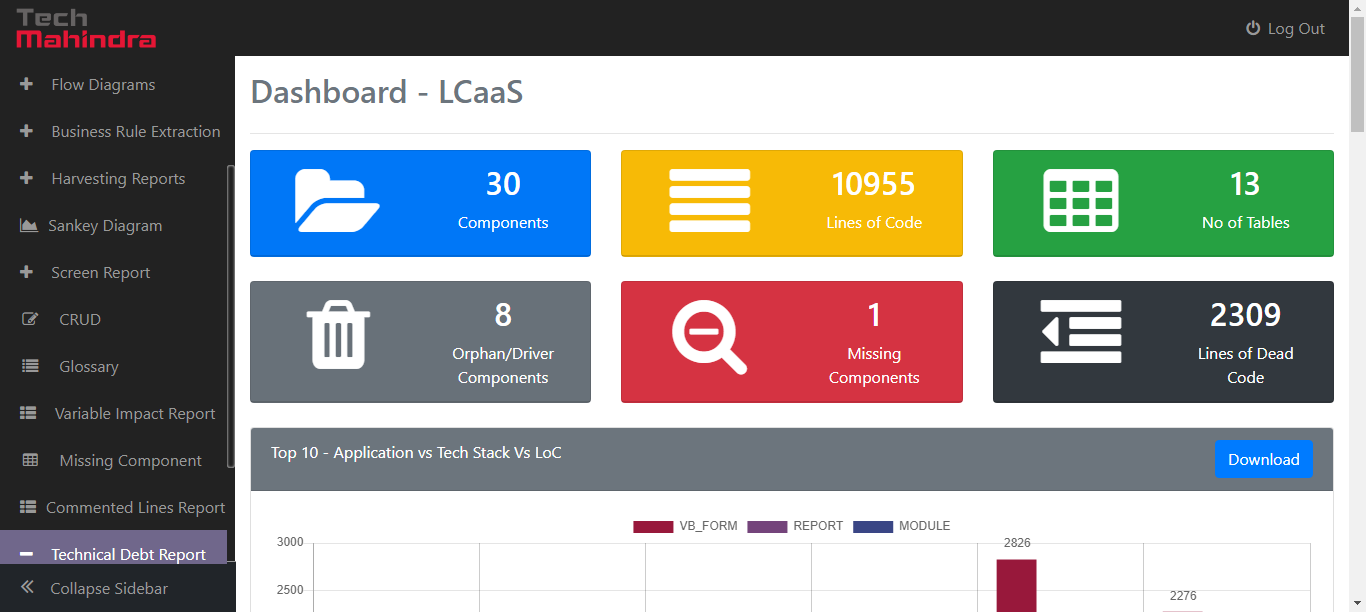 Tech
Mahindra
Log Out
Flow Diagrams
Business Rule Extraction
Harvesting Reports
Sankey Diagram
Screen Report
CRUD
Glossary
Variable Impact Report
Missing Component
Commented Lines Report
Technical Debt Report
Collapse Sidebar
Dashboard - LCaaS
30
Components
10955
Lines of Code
13
No of Tables
8
Orphan/Driver
Components
1
Missing
Components
2309
Lines of Dead
Code
Top 10 - Application vs Tech Stack Vs LoC
Download
VB_FORM REPORT MODULE
3000
2826
2500
2276